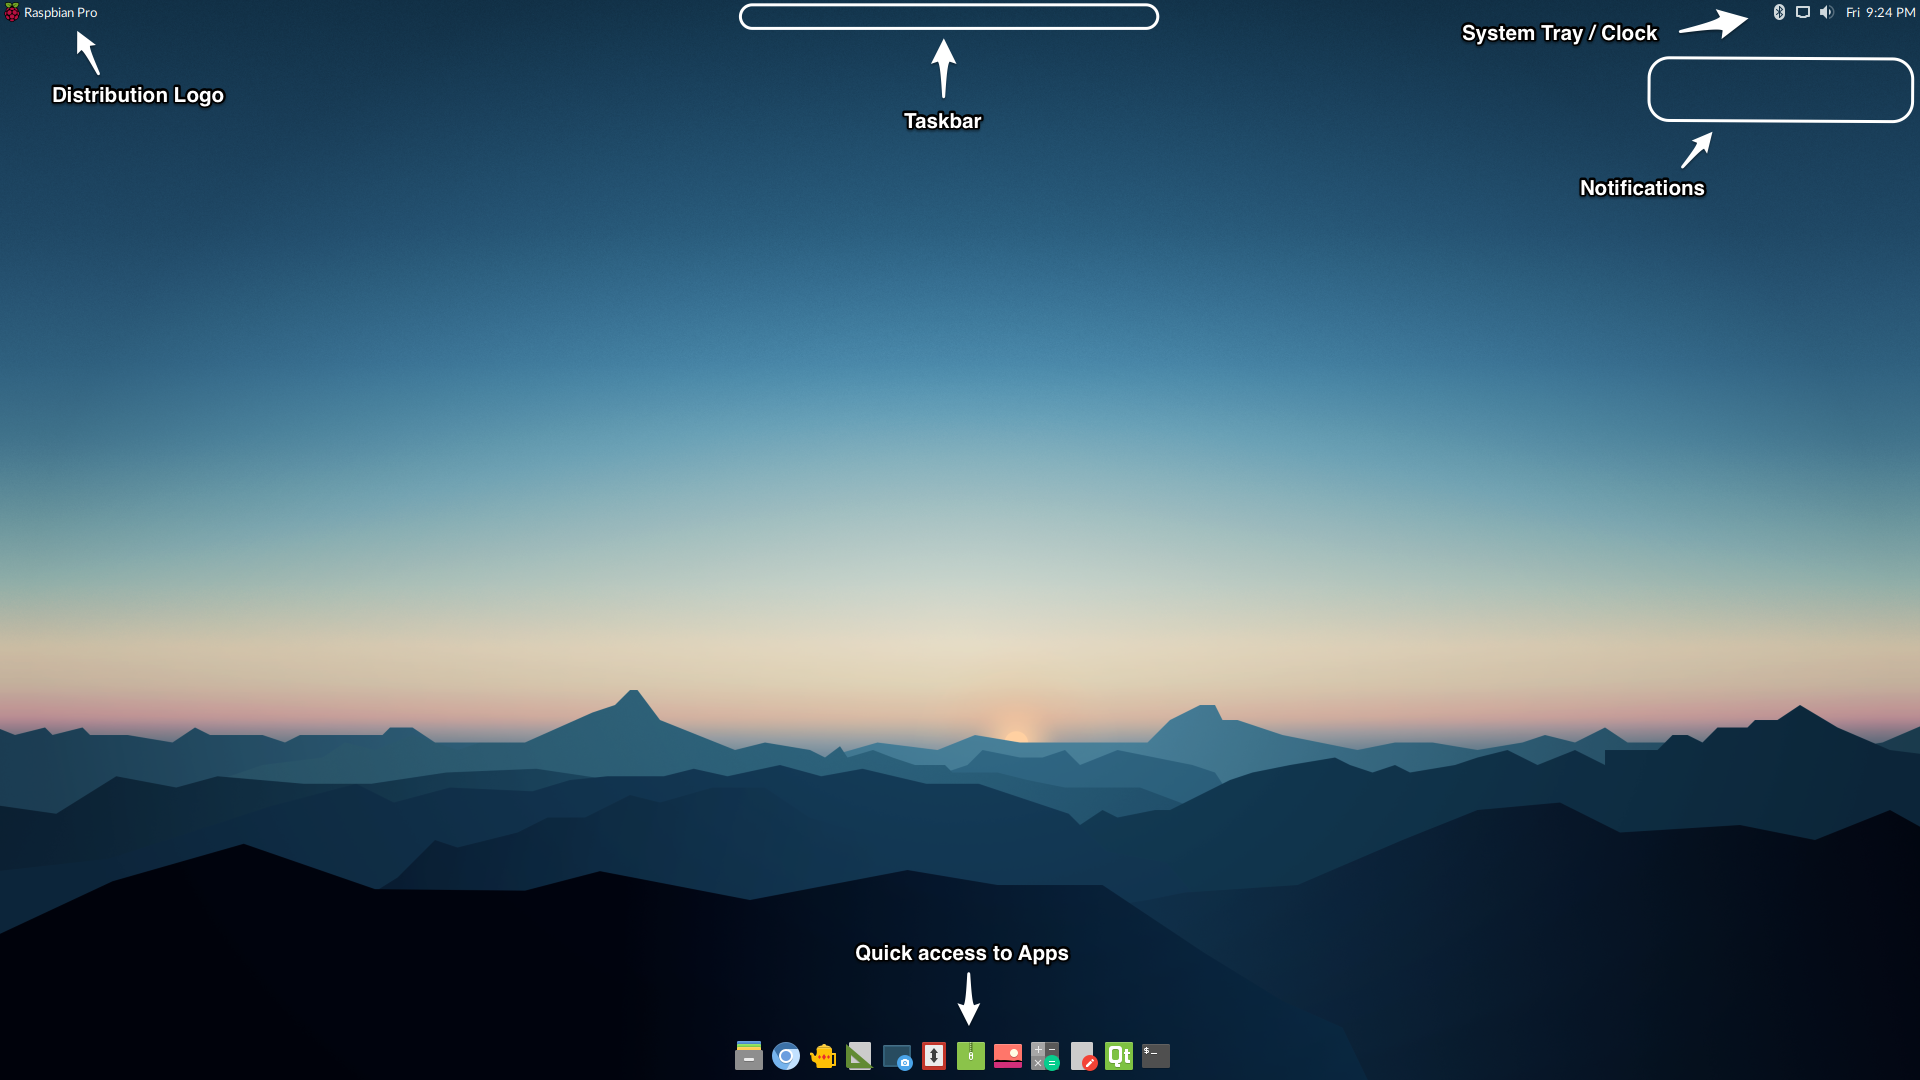 Raspbian Pro
Fri 9:24 PM
System Tray / Clock
Distribution Logo
Taskbar
Notifications
Quick access to Apps
Qt
$_